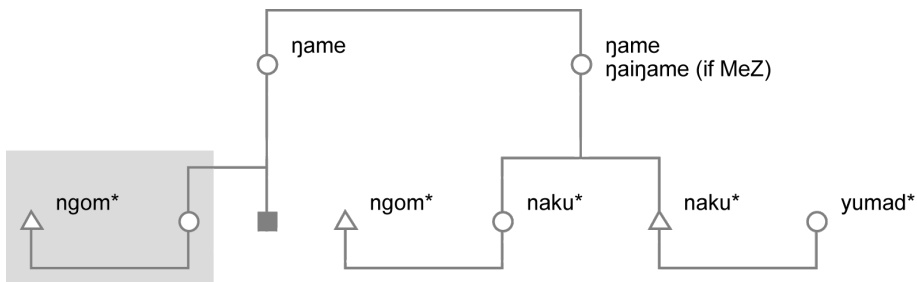 ŋame
ŋame
ŋaiŋame (if MeZ)
ngom*
ngom*
naku*
naku*
yumad*